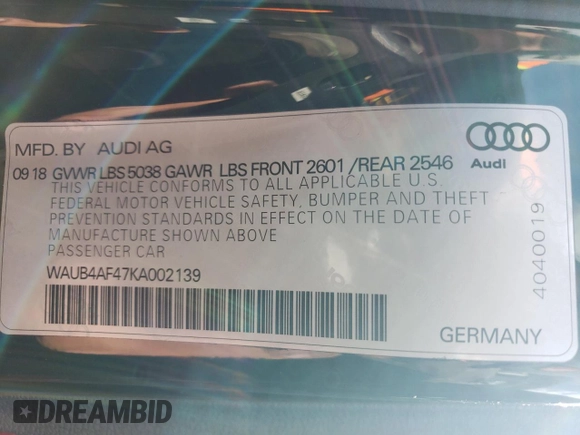 MFD. BY AUDI AG
09 18 GVWR LBS 5038 GAWR LBS FRONT 2601 /REAR 2546
THIS VEHICLE CONFORMS TO ALL APPLICABLE U.S.
FEDERAL MOTOR VEHICLE SAFETY, BUMPER AND THEFT
PREVENTION STANDARDS IN EFFECT ON THE DATE OF
MANUFACTURE SHOWN ABOVE
PASSENGER CAR
WAUB4AF47KA002139
Audi
4040019
GERMANY
DREAMBID